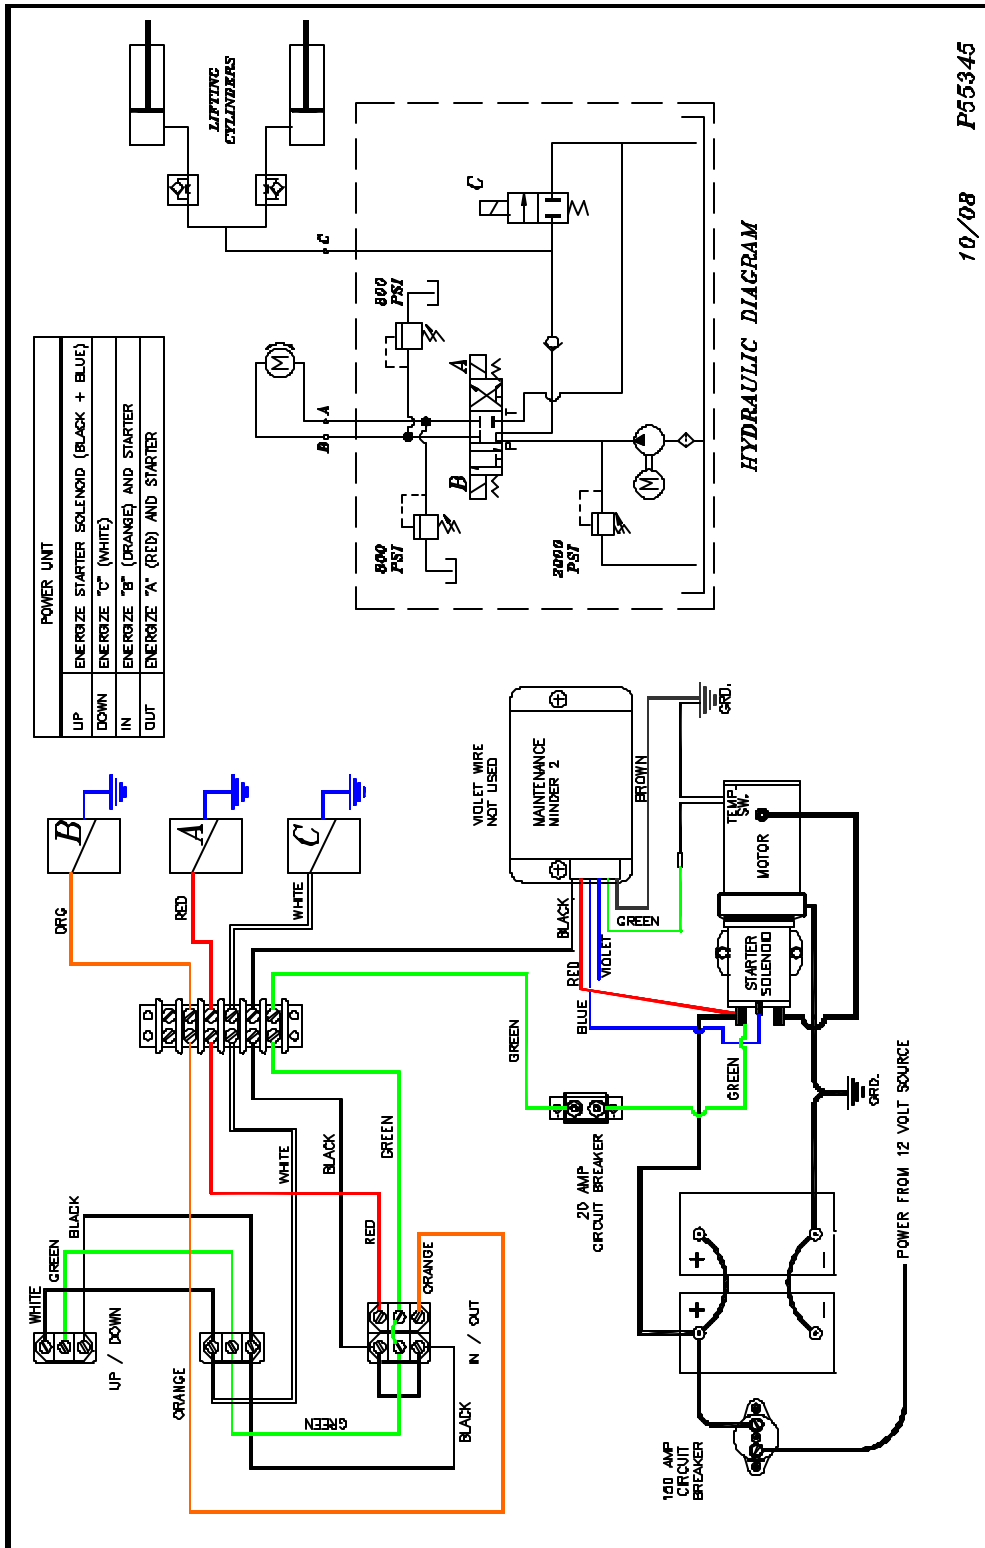 POWER UNIT
UP ENERGIZE STARTER SOLENOID (BLACK + BLUE)
DOWN ENERGIZE "C" (WHITE)
IN ENERGIZE "B" (ORANGE) AND STARTER
OUT ENERGIZE "A" (RED) AND STARTER
LIFTING
CYLINDERS
C
C
800
PSI
M
A
B
A
B
T
P
800
PSI
2000
PSI
M
HYDRAULIC DIAGRAM
10/08 P55345
B
A
C
ORG
RED
WHITE
VIOLET WIRE
NOT USED
MAINTENANCE
MINDER 2
BROWN
GRD.
BLACK
RED
VIOLET
GREEN
BLUE
TEMP.
SW.
MOTOR
STARTER
SOLENOID
GREEN
GREEN
GRD.
20 AMP
CIRCUIT BREAKER
POWER FROM 12 VOLT SOURCE
WHITE
GREEN
BLACK
UP / DOWN
WHITE
BLACK
GREEN
RED
ORANGE
IN / OUT
ORANGE
GREEN
BLACK
+
-
+
-
CIRCUIT
BREAKER